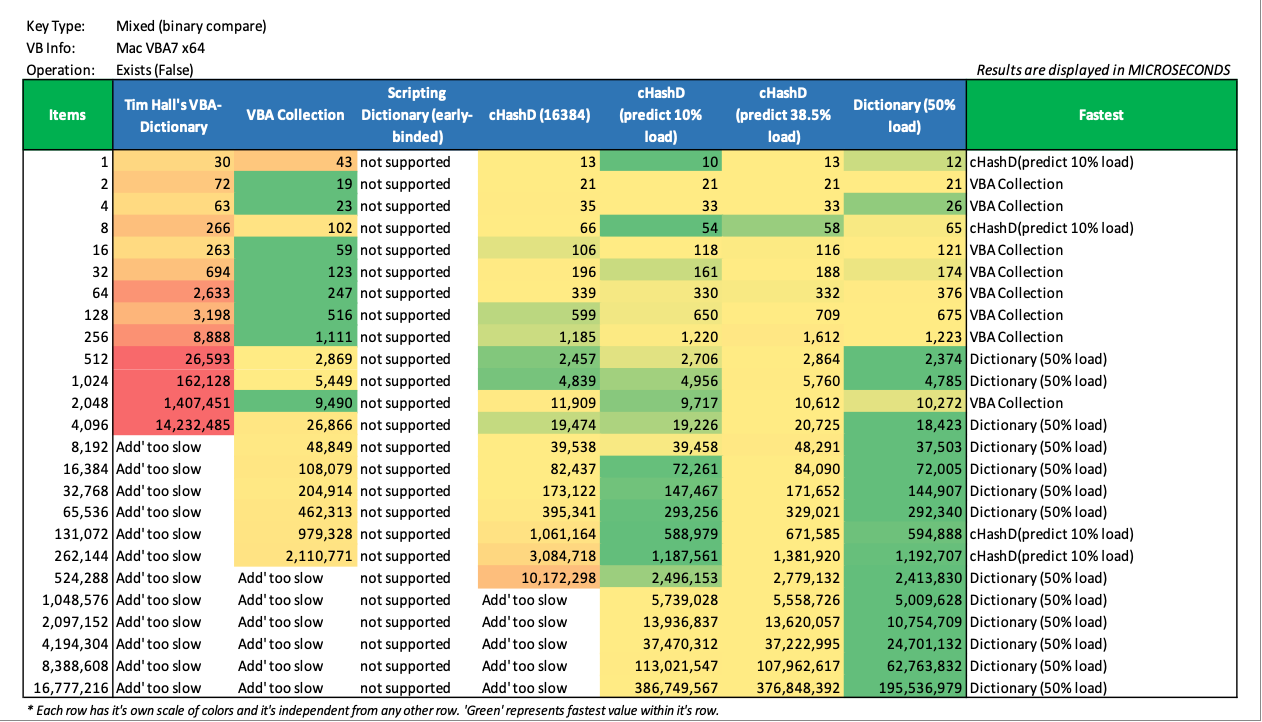 Key Type: Mixed (binary compare)
VB Info: Mac VBA7 x64
Operation: Exists (False) Results are displayed in MICROSECONDS
Items Tim Hall's VBA-Dictionary VBA Collection Scripting Dictionary (early-binded) cHashD (16384) cHashD (predict 10% load) cHashD (predict 38.5% load) Dictionary (50% load) Fastest
1 30 43 not supported 13 10 13 12 cHashD(predict 10% load)
2 72 19 not supported 21 21 21 21 VBA Collection
4 63 23 not supported 35 33 33 26 VBA Collection
8 266 102 not supported 66 54 58 65 cHashD(predict 10% load)
16 263 59 not supported 106 118 116 121 VBA Collection
32 694 123 not supported 196 161 188 174 VBA Collection
64 2,633 247 not supported 339 330 332 376 VBA Collection
128 3,198 516 not supported 599 650 709 675 VBA Collection
256 8,888 1,111 not supported 1,185 1,220 1,612 1,223 VBA Collection
512 26,593 2,869 not supported 2,457 2,706 2,864 2,374 Dictionary (50% load)
1,024 162,128 5,449 not supported 4,839 4,956 5,760 4,785 Dictionary (50% load)
2,048 1,407,451 9,490 not supported 11,909 9,717 10,612 10,272 VBA Collection
4,096 14,232,485 26,866 not supported 19,474 19,226 20,725 18,423 Dictionary (50% load)
8,192 Add' too slow 48,849 not supported 39,538 39,458 48,291 37,503 Dictionary (50% load)
16,384 Add' too slow 108,079 not supported 82,437 72,261 84,090 72,005 Dictionary (50% load)
32,768 Add' too slow 204,914 not supported 173,122 147,467 171,652 144,907 Dictionary (50% load)
65,536 Add' too slow 462,313 not supported 395,341 293,256 329,021 292,340 Dictionary (50% load)
131,072 Add' too slow 979,328 not supported 1,061,164 588,979 671,585 594,888 cHashD(predict 10% load)
262,144 Add' too slow 2,110,771 not supported 3,084,718 1,187,561 1,381,920 1,192,707 cHashD(predict 10% load)
524,288 Add' too slow Add' too slow not supported 10,172,298 2,496,153 2,779,132 2,413,830 Dictionary (50% load)
1,048,576 Add' too slow Add' too slow not supported Add' too slow 5,739,028 5,558,726 5,009,628 Dictionary (50% load)
2,097,152 Add' too slow Add' too slow not supported Add' too slow 13,936,837 13,620,057 10,754,709 Dictionary (50% load)
4,194,304 Add' too slow Add' too slow not supported Add' too slow 37,470,312 37,222,995 24,701,132 Dictionary (50% load)
8,388,608 Add' too slow Add' too slow not supported Add' too slow 113,021,547 107,962,617 62,763,832 Dictionary (50% load)
16,777,216 Add' too slow Add' too slow not supported Add' too slow 386,749,567 376,848,392 195,536,979 Dictionary (50% load)
* Each row has it's own scale of colors and it's independent from any other row. 'Green' represents fastest value within it's row.